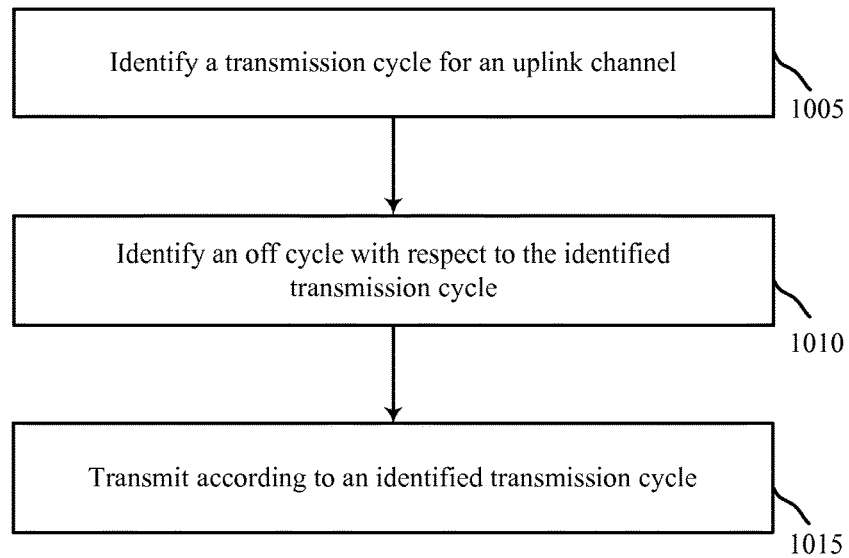 Identify a transmission cycle for an uplink channel
1005
Identify an off cycle with respect to the identified
transmission cycle
1010
Transmit according to an identified transmission cycle
1015